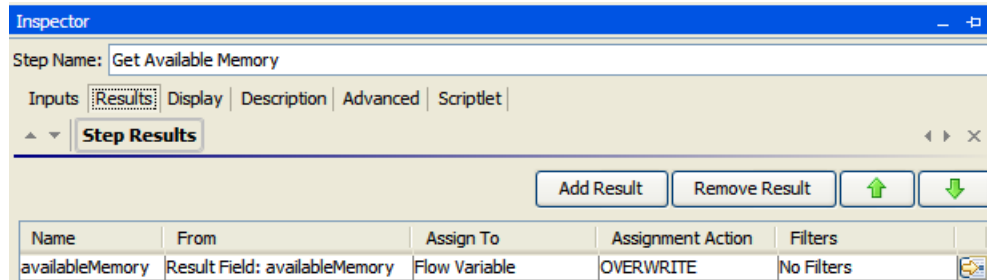 Inspector
Step Name: Get Available Memory
Inputs Results Display Description Advanced Scriptlet
Step Results
Add Result Remove Result
Name From Assign To Assignment Action Filters
availableMemory Result Field: availableMemory Flow Variable OVERWRITE No Filters